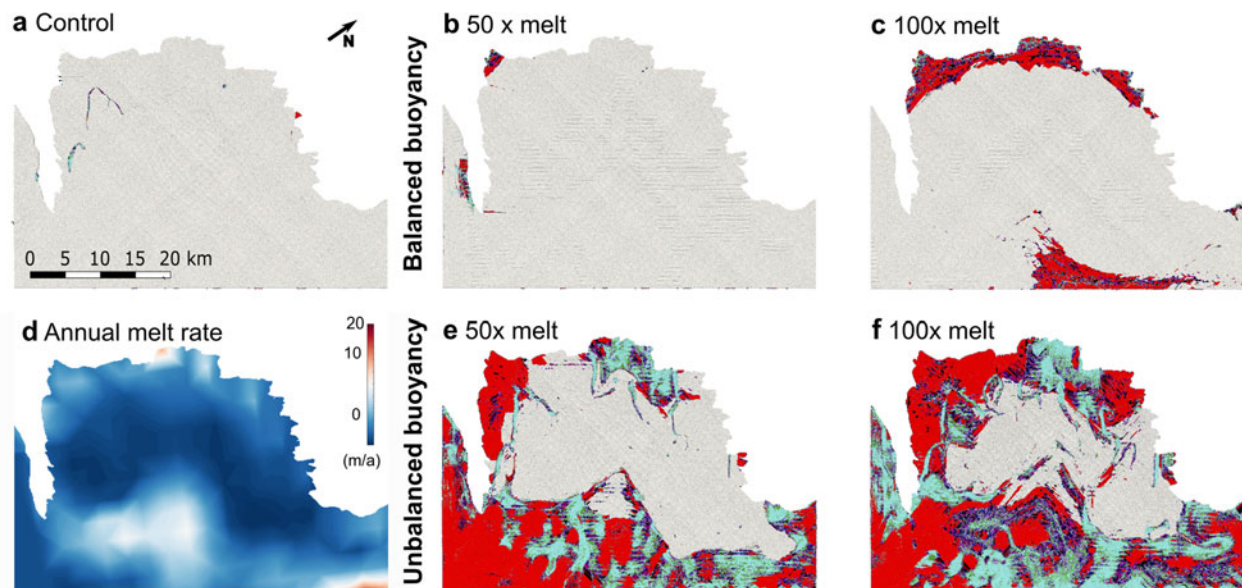 a Control
N
0 5 10 15 20 km
Balanced buoyancy
b 50 x melt
c 100x melt
d Annual melt rate
20
10
0
(m/a)
Unbalanced buoyancy
e 50x melt
f 100x melt